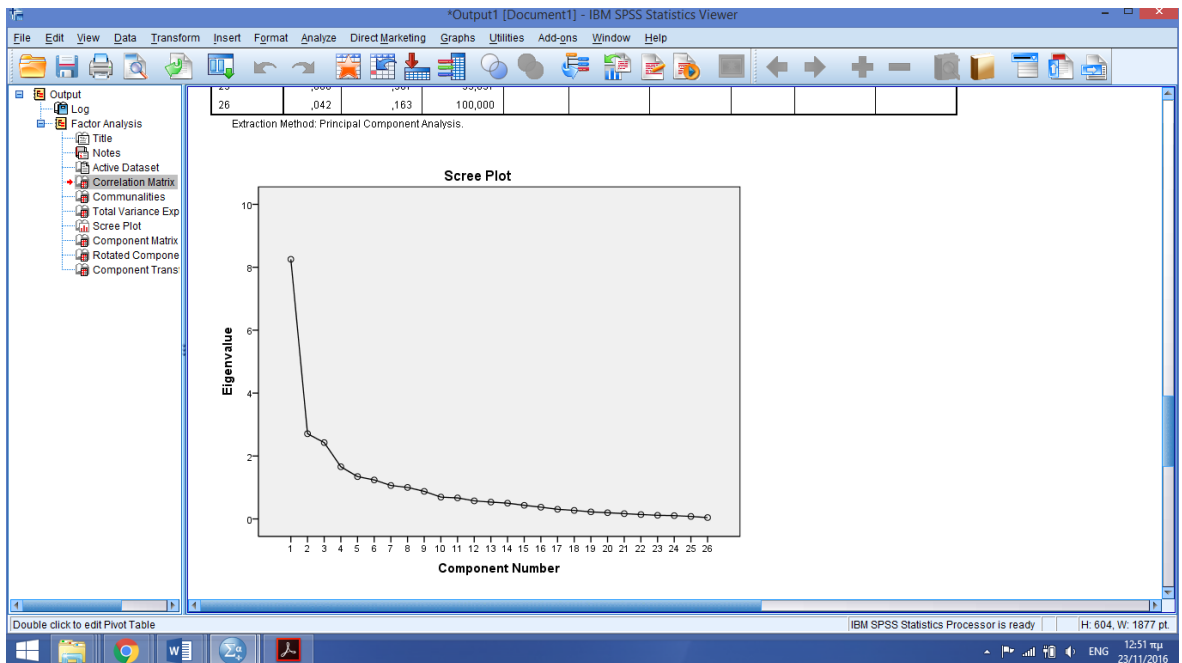 *Output1 [Document1] - IBM SPSS Statistics Viewer
File Edit View Data Transform Insert Format Analyze Direct Marketing Graphs Utilities Add-ons Window Help
Output
Log
Factor Analysis
Title
Notes
Active Dataset
Correlation Matrix
Communalities
Total Variance Exp
Scree Plot
Component Matrix
Rotated Compone
Component Trans
26 ,042 ,163 100,000
Extraction Method: Principal Component Analysis.
Scree Plot
10
8
6
4
2
0
Eigenvalue
1 2 3 4 5 6 7 8 9 10 11 12 13 14 15 16 17 18 19 20 21 22 23 24 25 26
Component Number
Double click to edit Pivot Table
IBM SPSS Statistics Processor is ready
H: 604, W: 1877 pt.
ENG
12:51 πμ
23/11/2016